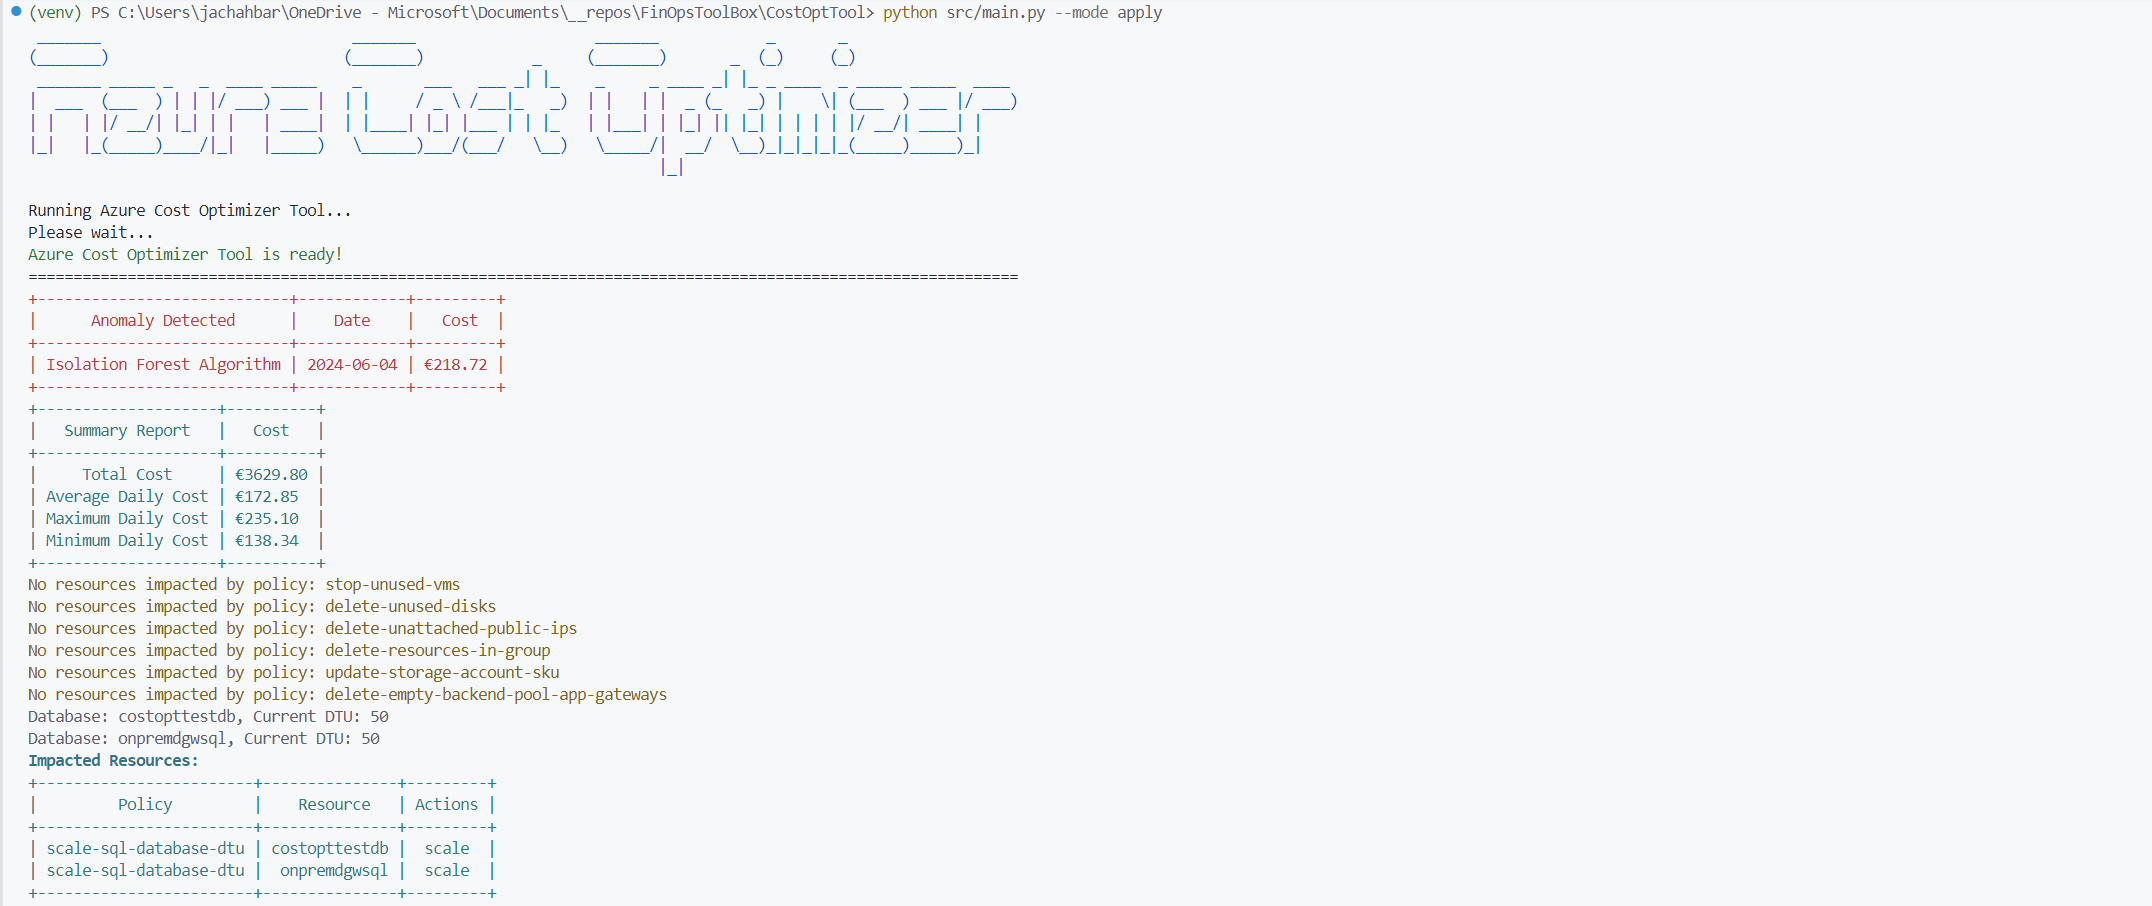 (venv) PS C:\Users\jachahbar\OneDrive - Microsoft\Documents\__repos\FinOpsToolBox\CostOptTool> python src/main.py --mode apply
Azure Cost Optimizer
Running Azure Cost Optimizer Tool...
Please wait...
Azure Cost Optimizer Tool is ready!
==============================================================================================================
+----------------------------+------------+---------+
|      Anomaly Detected      |    Date    |   Cost  |
+----------------------------+------------+---------+
| Isolation Forest Algorithm | 2024-06-04 | €218.72 |
+----------------------------+------------+---------+
+--------------------+----------+
|   Summary Report   |   Cost   |
+--------------------+----------+
|     Total Cost     | €3629.80 |
| Average Daily Cost | €172.85  |
| Maximum Daily Cost | €235.10  |
| Minimum Daily Cost | €138.34  |
+--------------------+----------+
No resources impacted by policy: stop-unused-vms
No resources impacted by policy: delete-unused-disks
No resources impacted by policy: delete-unattached-public-ips
No resources impacted by policy: delete-resources-in-group
No resources impacted by policy: update-storage-account-sku
No resources impacted by policy: delete-empty-backend-pool-app-gateways
Database: costopttestdb, Current DTU: 50
Database: onpremdgwsql, Current DTU: 50
Impacted Resources:
+------------------------+---------------+---------+
|         Policy         |    Resource   | Actions |
+------------------------+---------------+---------+
| scale-sql-database-dtu | costopttestdb |  scale  |
| scale-sql-database-dtu |  onpremdgwsql |  scale  |
+------------------------+---------------+---------+